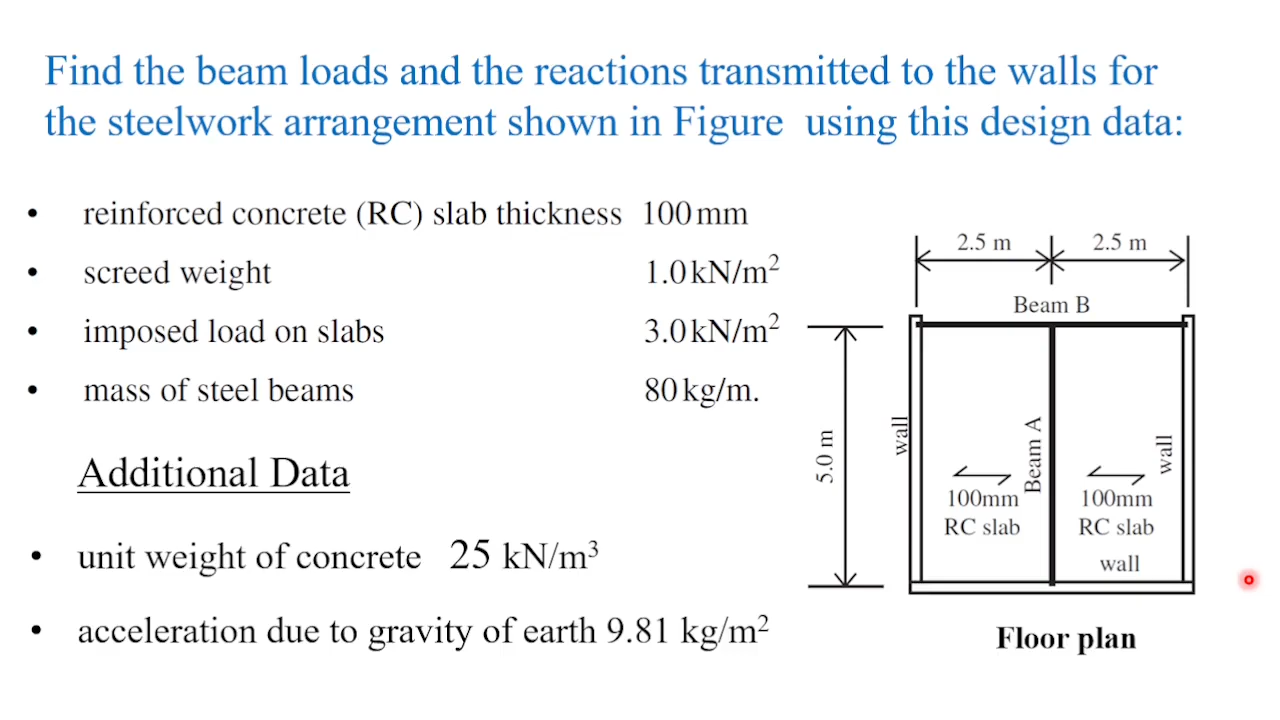 Find the beam loads and the reactions transmitted to the walls for
the steelwork arrangement shown in Figure using this design data:
• reinforced concrete (RC) slab thickness 100 mm
• screed weight 1.0 kN/m²
• imposed load on slabs 3.0 kN/m²
• mass of steel beams 80 kg/m.
Additional Data
• unit weight of concrete 25 kN/m³
• acceleration due to gravity of earth 9.81 kg/m²
2.5 m 2.5 m
Beam B
5.0 m
wall
Beam A
wall
100mm
RC slab
100mm
RC slab
wall
Floor plan